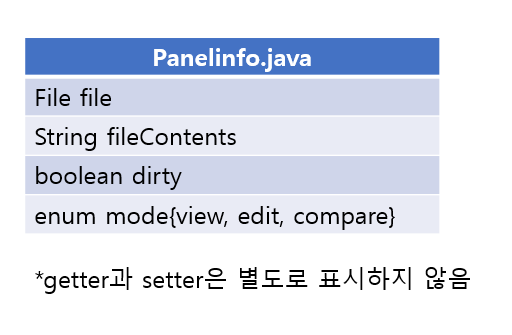 Panelinfo.java
File file
String fileContents
boolean dirty
enum mode{view, edit, compare}
*getter과 setter은 별도로 표시하지 않음